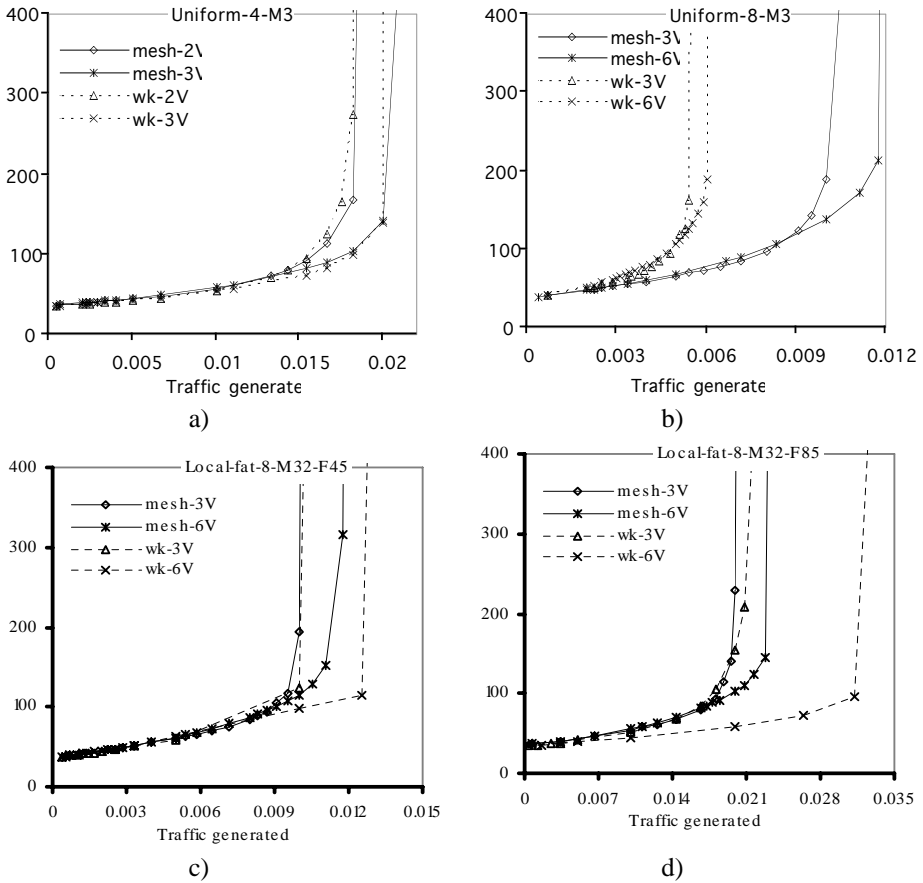 Uniform-4-M3
400
300
200
100
0
mesh-2V
mesh-3V
wk-2V
wk-3V
0 0.005 0.01 0.015 0.02
Traffic generate
a)
Uniform-8-M3
400
300
200
100
0
mesh-3V
mesh-6V
wk-3V
wk-6V
0 0.003 0.006 0.009 0.012
Traffic generate
b)
Local-fat-8-M32-F45
400
300
200
100
0
mesh-3V
mesh-6V
wk-3V
wk-6V
0 0.003 0.006 0.009 0.012 0.015
Traffic generated
c)
Local-fat-8-M32-F85
400
300
200
100
0
mesh-3V
mesh-6V
wk-3V
wk-6V
0 0.007 0.014 0.021 0.028 0.035
Traffic generated
d)